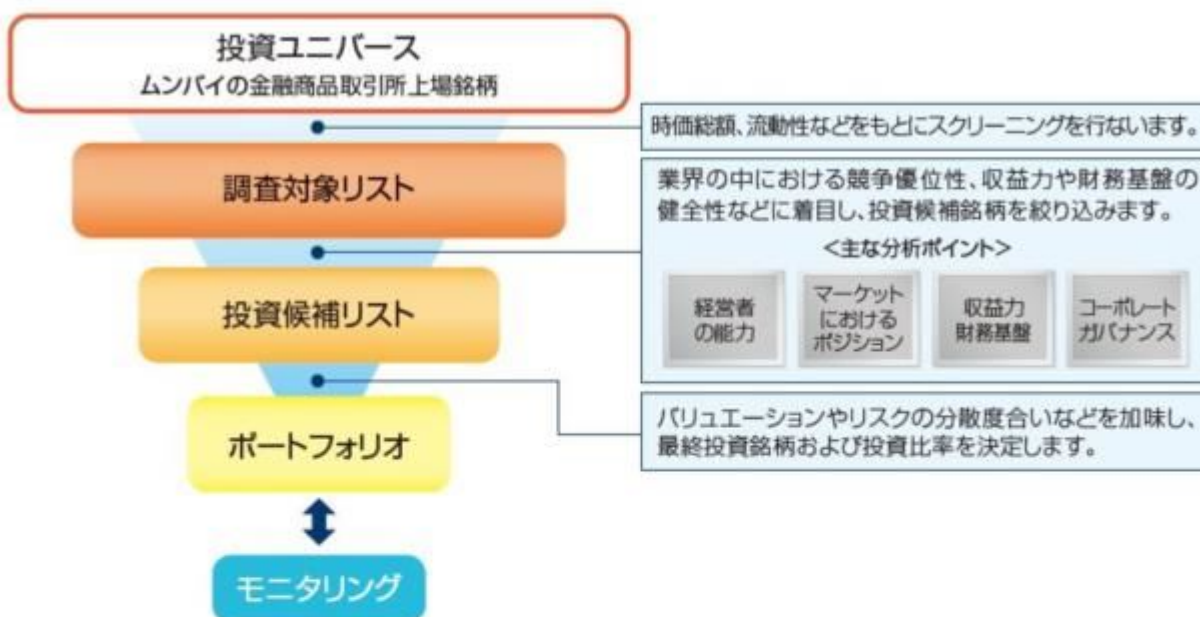 投資ユニバース
ムンバイの金融商品取引所上場銘柄
時価総額、流動性などをもとにスクリーニングを行ないます。
調査対象リスト
業界の中における競争優位性、収益力や財務基盤の
健全性などに着目し、投資候補銘柄を絞り込みます。
<主な分析ポイント>
経営者
の能力
マーケット
における
ポジション
収益力
財務基盤
コーポレート
ガバナンス
投資候補リスト
バリュエーションやリスクの分散度合いなどを加味し、
最終投資銘柄および投資比率を決定します。
ポートフォリオ
モニタリング